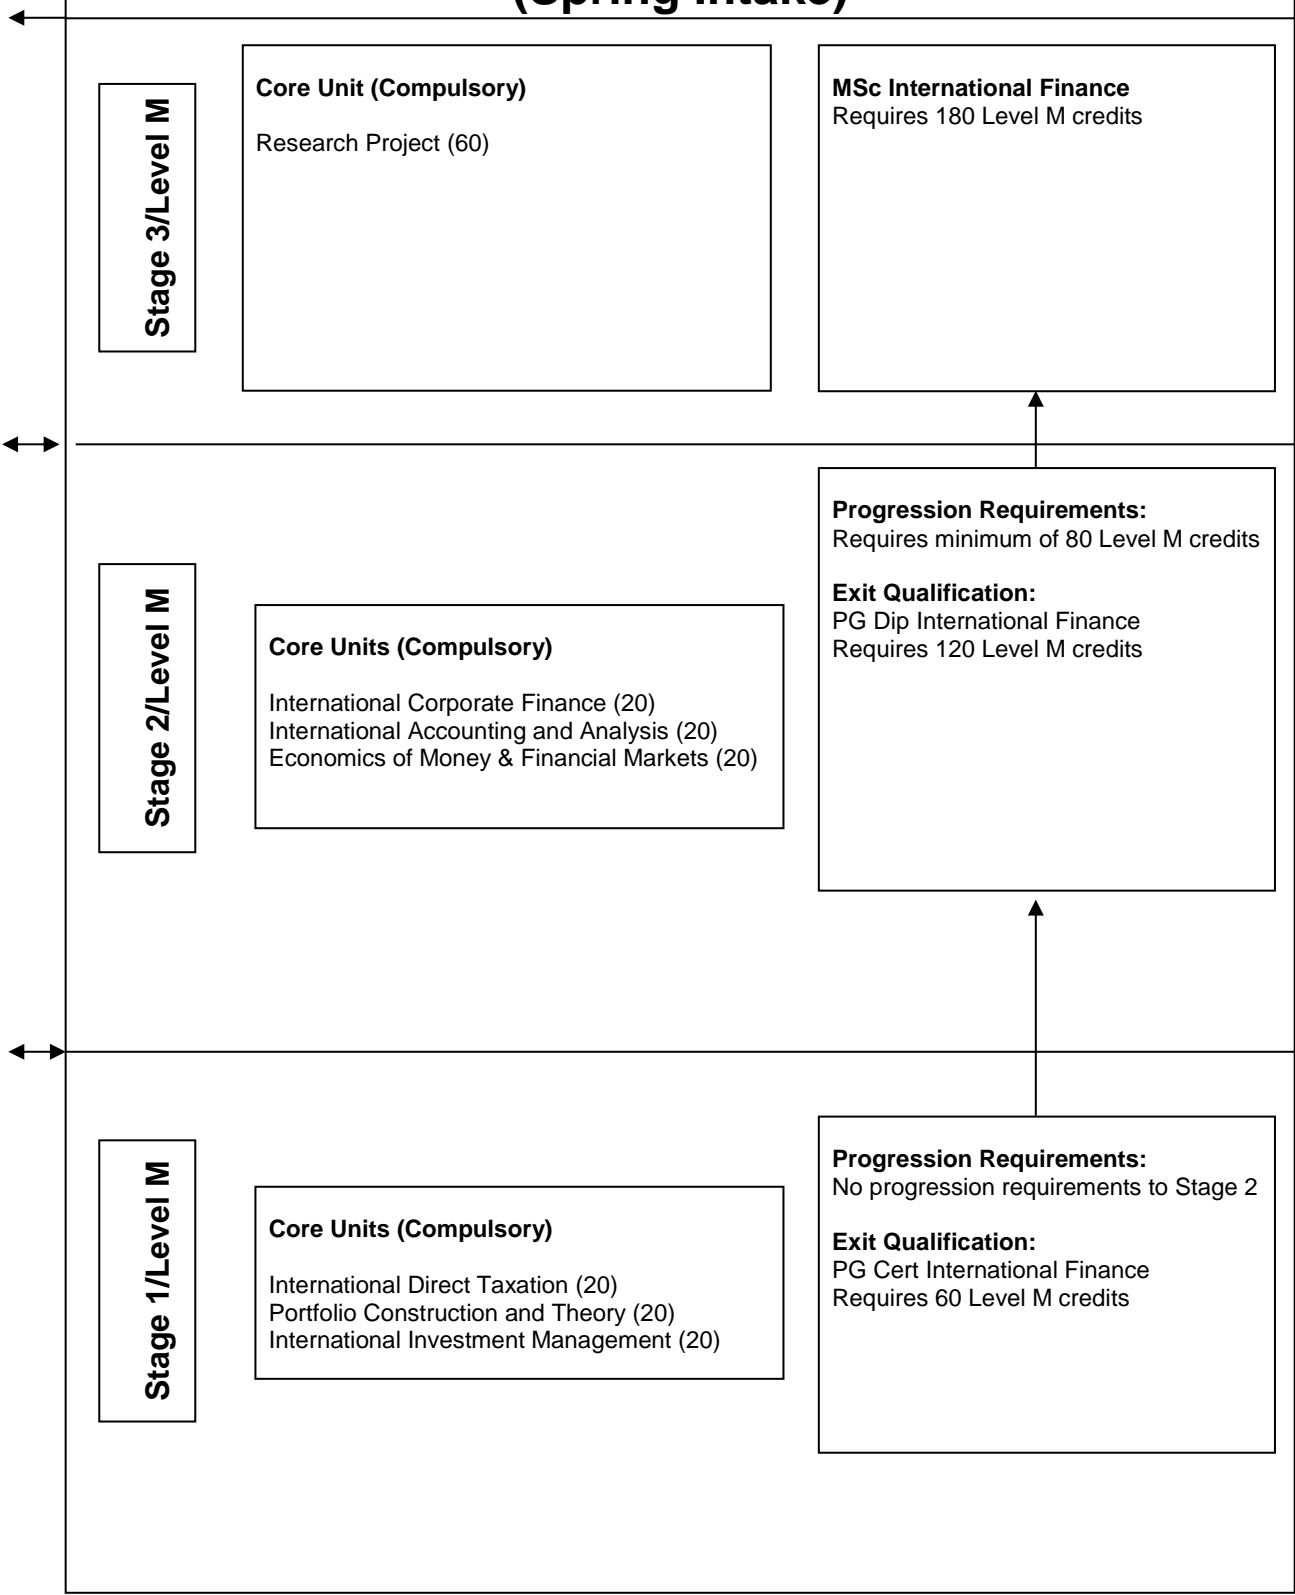 (Spring Intake)
Stage 3/Level M
Core Unit (Compulsory)
Research Project (60)
MSc International Finance
Requires 180 Level M credits
Stage 2/Level M
Core Units (Compulsory)
International Corporate Finance (20)
International Accounting and Analysis (20)
Economics of Money & Financial Markets (20)
Progression Requirements:
Requires minimum of 80 Level M credits
Exit Qualification:
PG Dip International Finance
Requires 120 Level M credits
Stage 1/Level M
Core Units (Compulsory)
International Direct Taxation (20)
Portfolio Construction and Theory (20)
International Investment Management (20)
Progression Requirements:
No progression requirements to Stage 2
Exit Qualification:
PG Cert International Finance
Requires 60 Level M credits